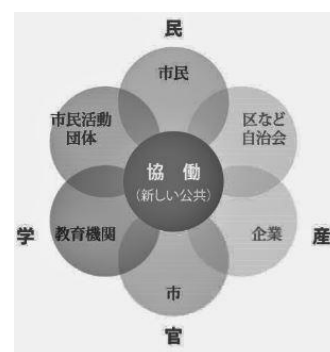 民
市民
市民活動
団体
区など
自治会
協働
(新しい公共)
学
教育機関
企業
産
市
官